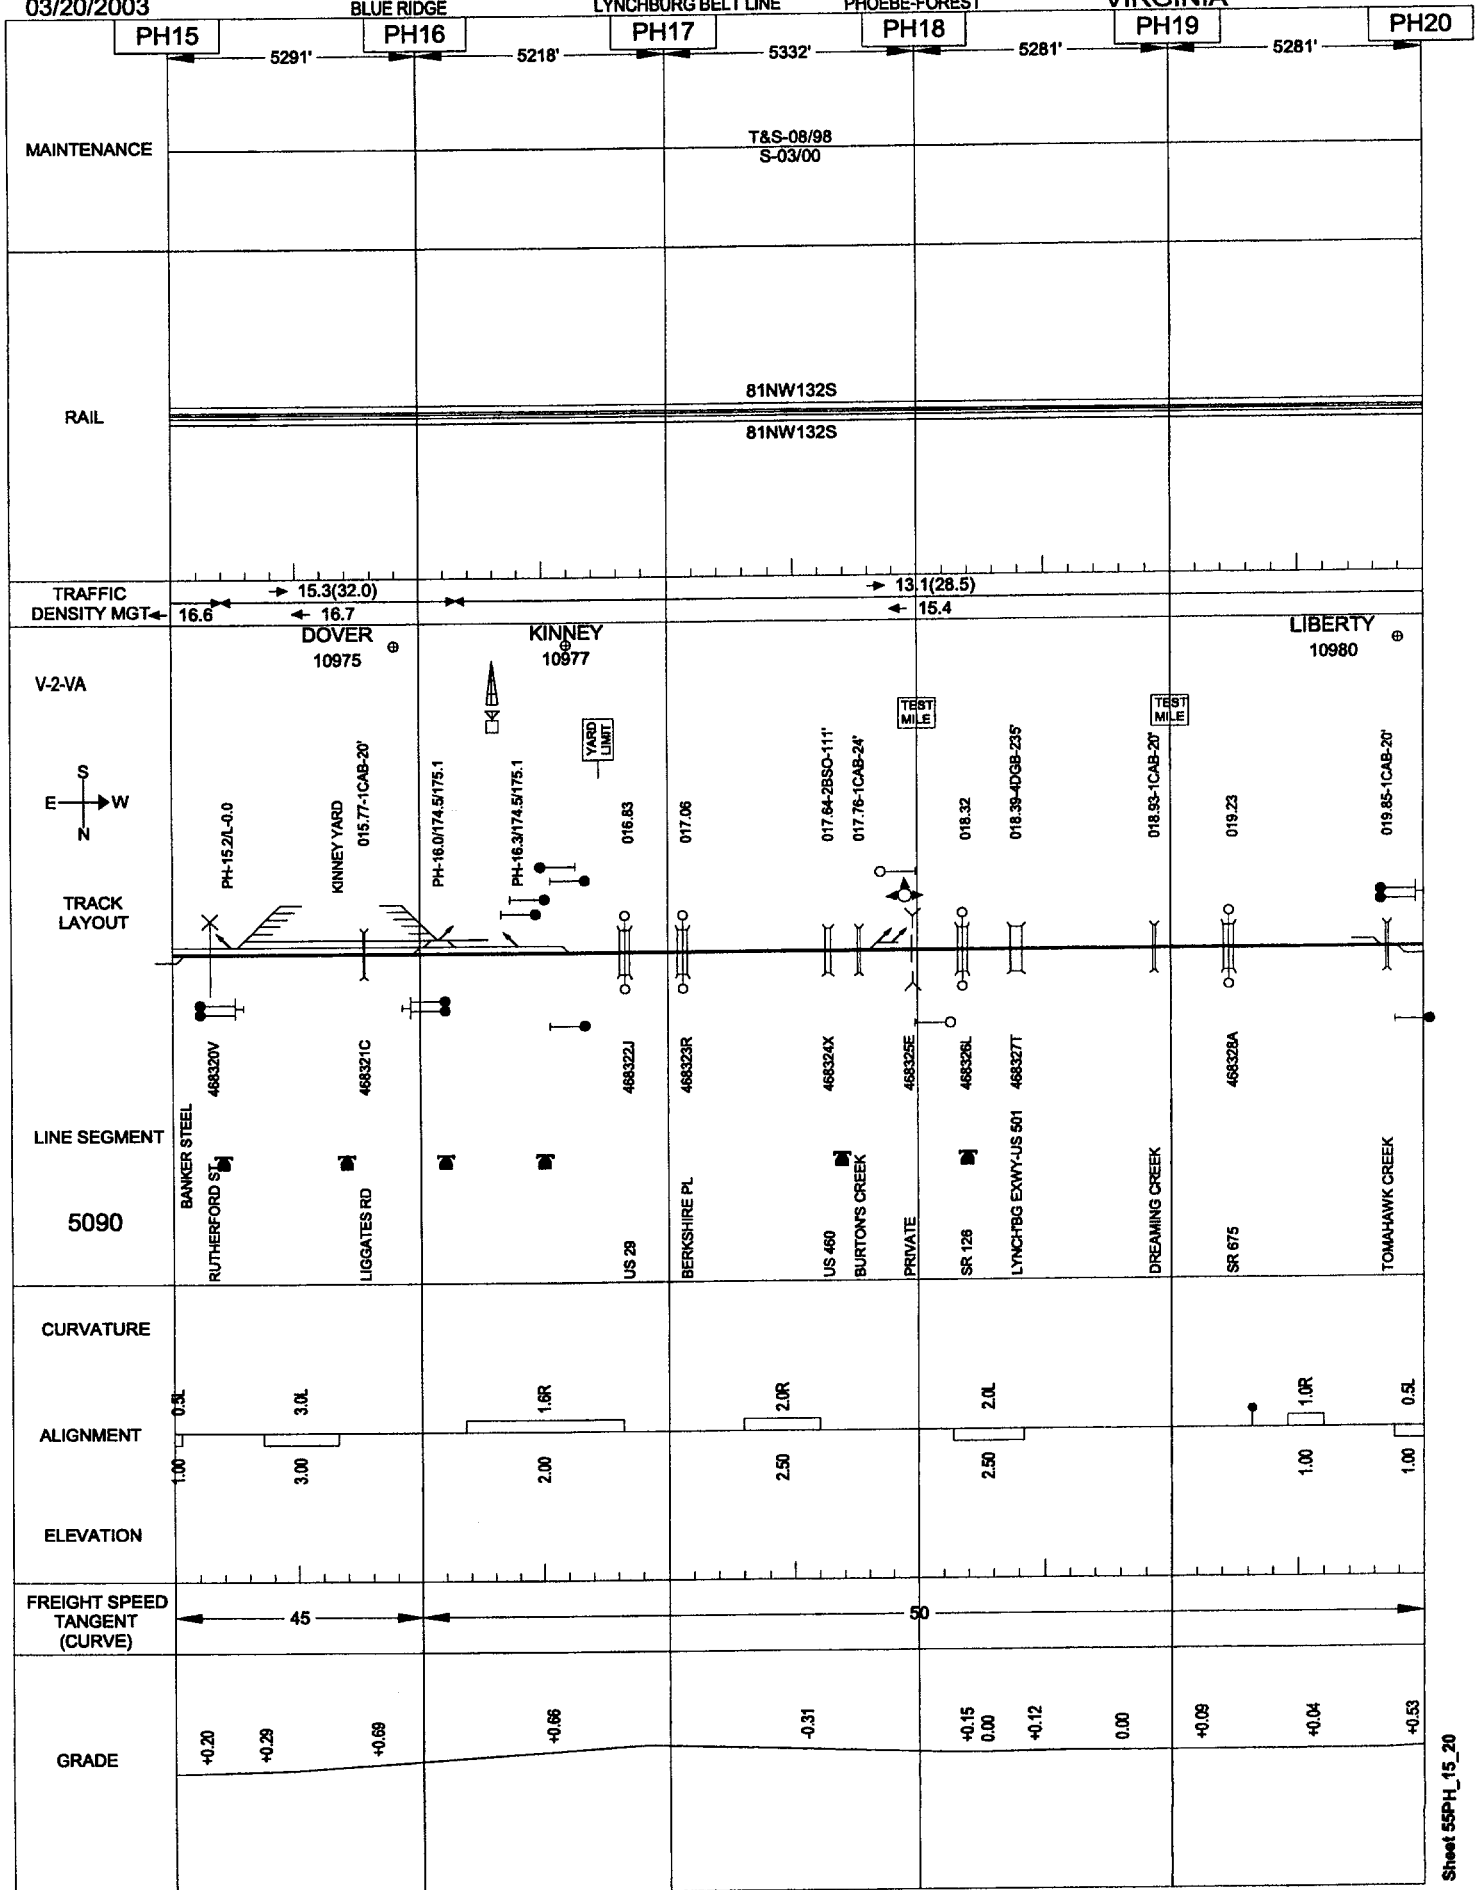 03/20/2003
BLUE RIDGE
LYNCHBURG BELT LINE
PHOEBE-FOREST
VIRGINIA
PH15
PH16
PH17
PH18
PH19
PH20
5291'
5218'
5332'
5281'
5281'
MAINTENANCE
T&S-08/98
S-03/00
RAIL
81NW132S
81NW132S
TRAFFIC
DENSITY MGT
16.6
15.3(32.0)
16.7
13.1(28.5)
15.4
V-2-VA
DOVER
10975
KINNEY
10977
LIBERTY
10980
S
E W
N
TRACK
LAYOUT
PH-15.2/L-0.0
KINNEY YARD
015.77-1CAB-20'
PH-16.0/174.5/175.1
PH-16.3/174.5/175.1
YARD
LIMIT
016.83
017.06
017.64-2BSO-111'
017.76-1CAB-24'
TEST
MILE
018.32
018.39-4DGB-235'
018.93-1CAB-20'
TEST
MILE
019.23
019.85-1CAB-20'
468320V
468321C
468322J
468323R
468324X
468325E
468326L
468327T
468328A
LINE SEGMENT
5090
BANKER STEEL
RUTHERFORD ST
LIGGATES RD
US 29
BERKSHIRE PL
US 460
BURTON'S CREEK
PRIVATE
SR 126
LYNCH'BG EXWY-US 501
DREAMING CREEK
SR 675
TOMAHAWK CREEK
CURVATURE
0.5L
3.0L
1.6R
2.0R
2.0L
1.0R
0.5L
ALIGNMENT
1.00
3.00
2.00
2.50
2.50
1.00
1.00
ELEVATION
FREIGHT SPEED
TANGENT
(CURVE)
45
50
GRADE
+0.20
+0.29
+0.69
+0.66
-0.31
+0.15
0.00
+0.12
0.00
+0.09
+0.04
+0.53
Sheet 55PH_15_20